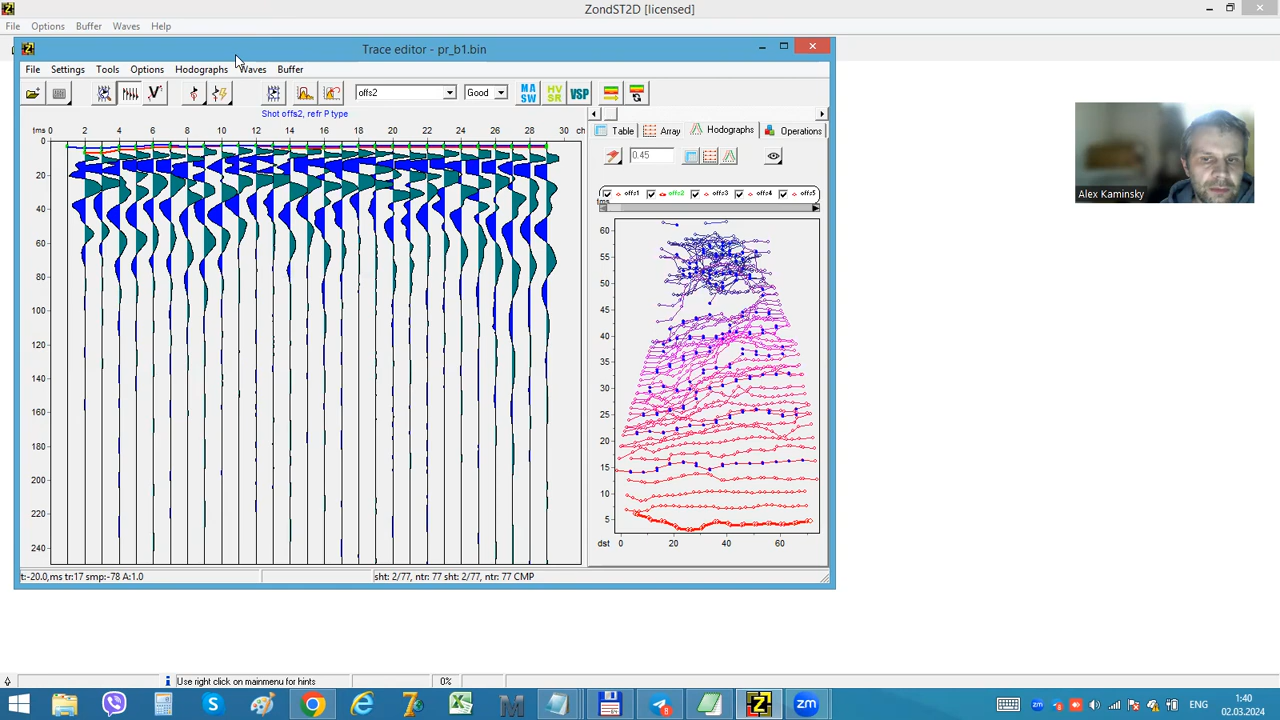 ZondST2D [licensed]
File Options Buffer Waves Help
Trace editor - pr_b1.bin
File Settings Tools Options Hodographs Waves Buffer
offs2 Good MA SW HV SR VSP
Shot offs2, refr P type
tms 0 2 4 6 8 10 12 14 16 18 20 22 24 26 28 30 ch
0
20
40
60
80
100
120
140
160
180
200
220
240
Table Array Hodographs Operations
0.45
offs1 offs2 offs3 offs4 offs5
tms
60
55
50
45
40
35
30
25
20
15
10
5
dst 0 20 40 60
t:-20.0,ms tr:17 smp:-78 A:1.0
sht: 2/77, ntr: 77 sht: 2/77, ntr: 77 CMP
Alex Kaminsky
Use right click on mainmenu for hints
0%
ENG
1:40
02.03.2024